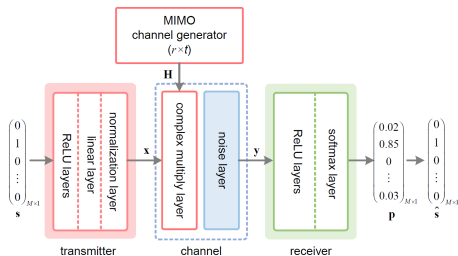 MIMO
channel generator
(r×t)
H
0
1
0
⋮
0
M×1
s
ReLU layers
linear layer
normalization layer
transmitter
x
complex multiply layer
noise layer
channel
y
ReLU layers
softmax layer
receiver
0.02
0.85
0
⋮
0.03
M×1
p
0
1
0
⋮
0
M×1
ŝ